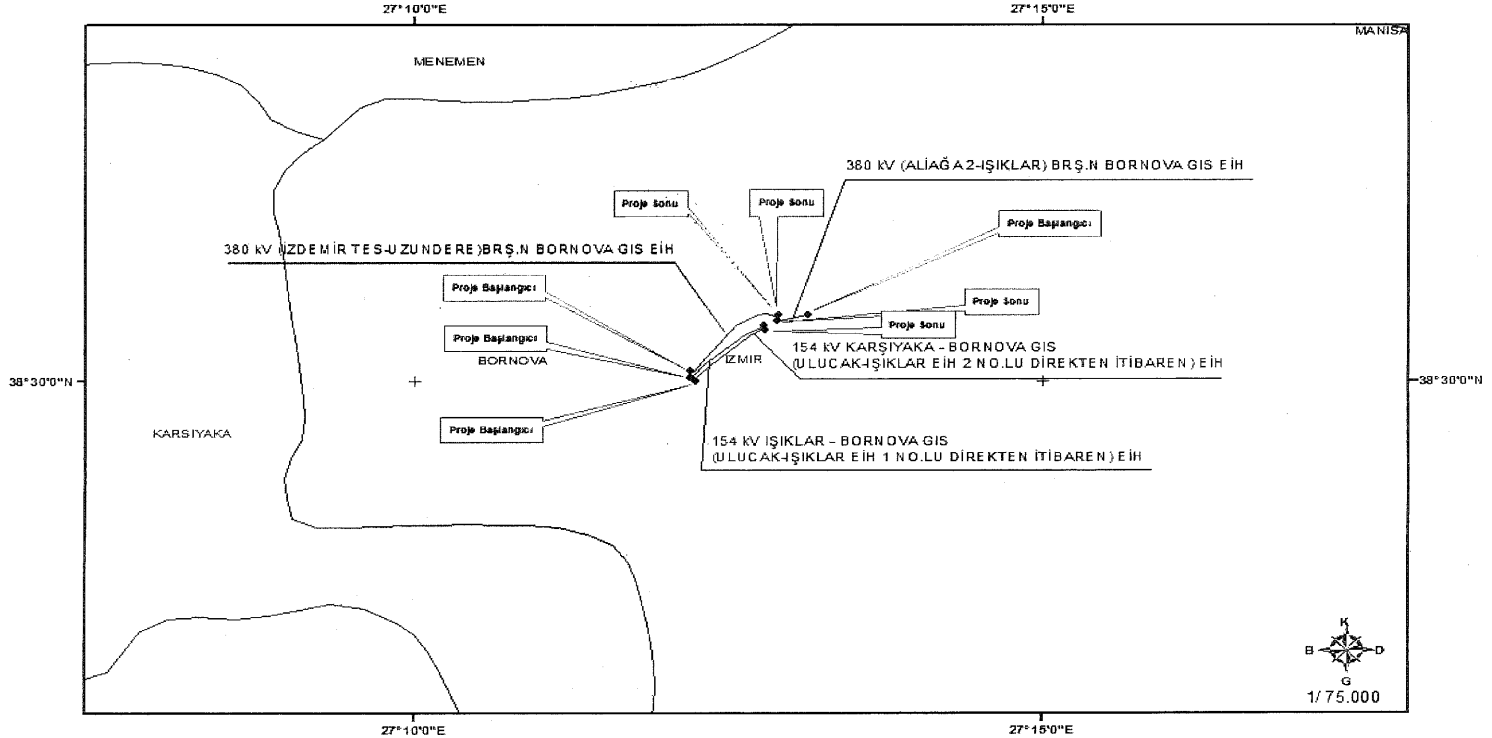 27°10'0"E
27°15'0"E
MANİSA
MENEMEN
380 kV (ALİAĞA2-IŞIKLAR) BRŞ.N BORNOVA GIS EİH
Proje Sonu
Proje Sonu
Proje Başlangıcı
380 kV (İZDEMİR TES-UZUNDERE)BRŞ.N BORNOVA GIS EİH
Proje Başlangıcı
Proje Sonu
Proje Sonu
Proje Başlangıcı
BORNOVA
İZMİR
154 kV KARŞIYAKA - BORNOVA GIS
(ULUCAK-IŞIKLAR EİH 2 NO.LU DİREKTEN İTİBAREN) EİH
38°30'0"N
38°30'0"N
KARSIYAKA
Proje Başlangıcı
154 kV IŞIKLAR - BORNOVA GIS
(ULUCAK-IŞIKLAR EİH 1 NO.LU DİREKTEN İTİBAREN) EİH
K
B
D
G
1/75.000
27°10'0"E
27°15'0"E